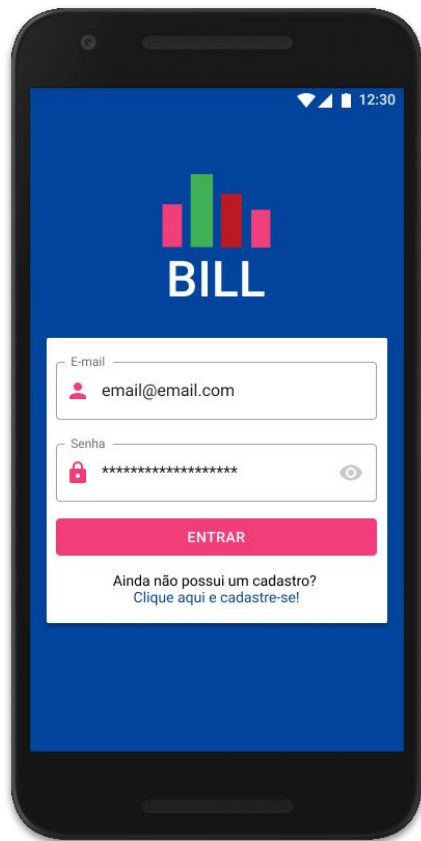 12:30
BILL
E-mail
email@email.com
Senha
*******************
ENTRAR
Ainda não possui um cadastro?
Clique aqui e cadastre-se!